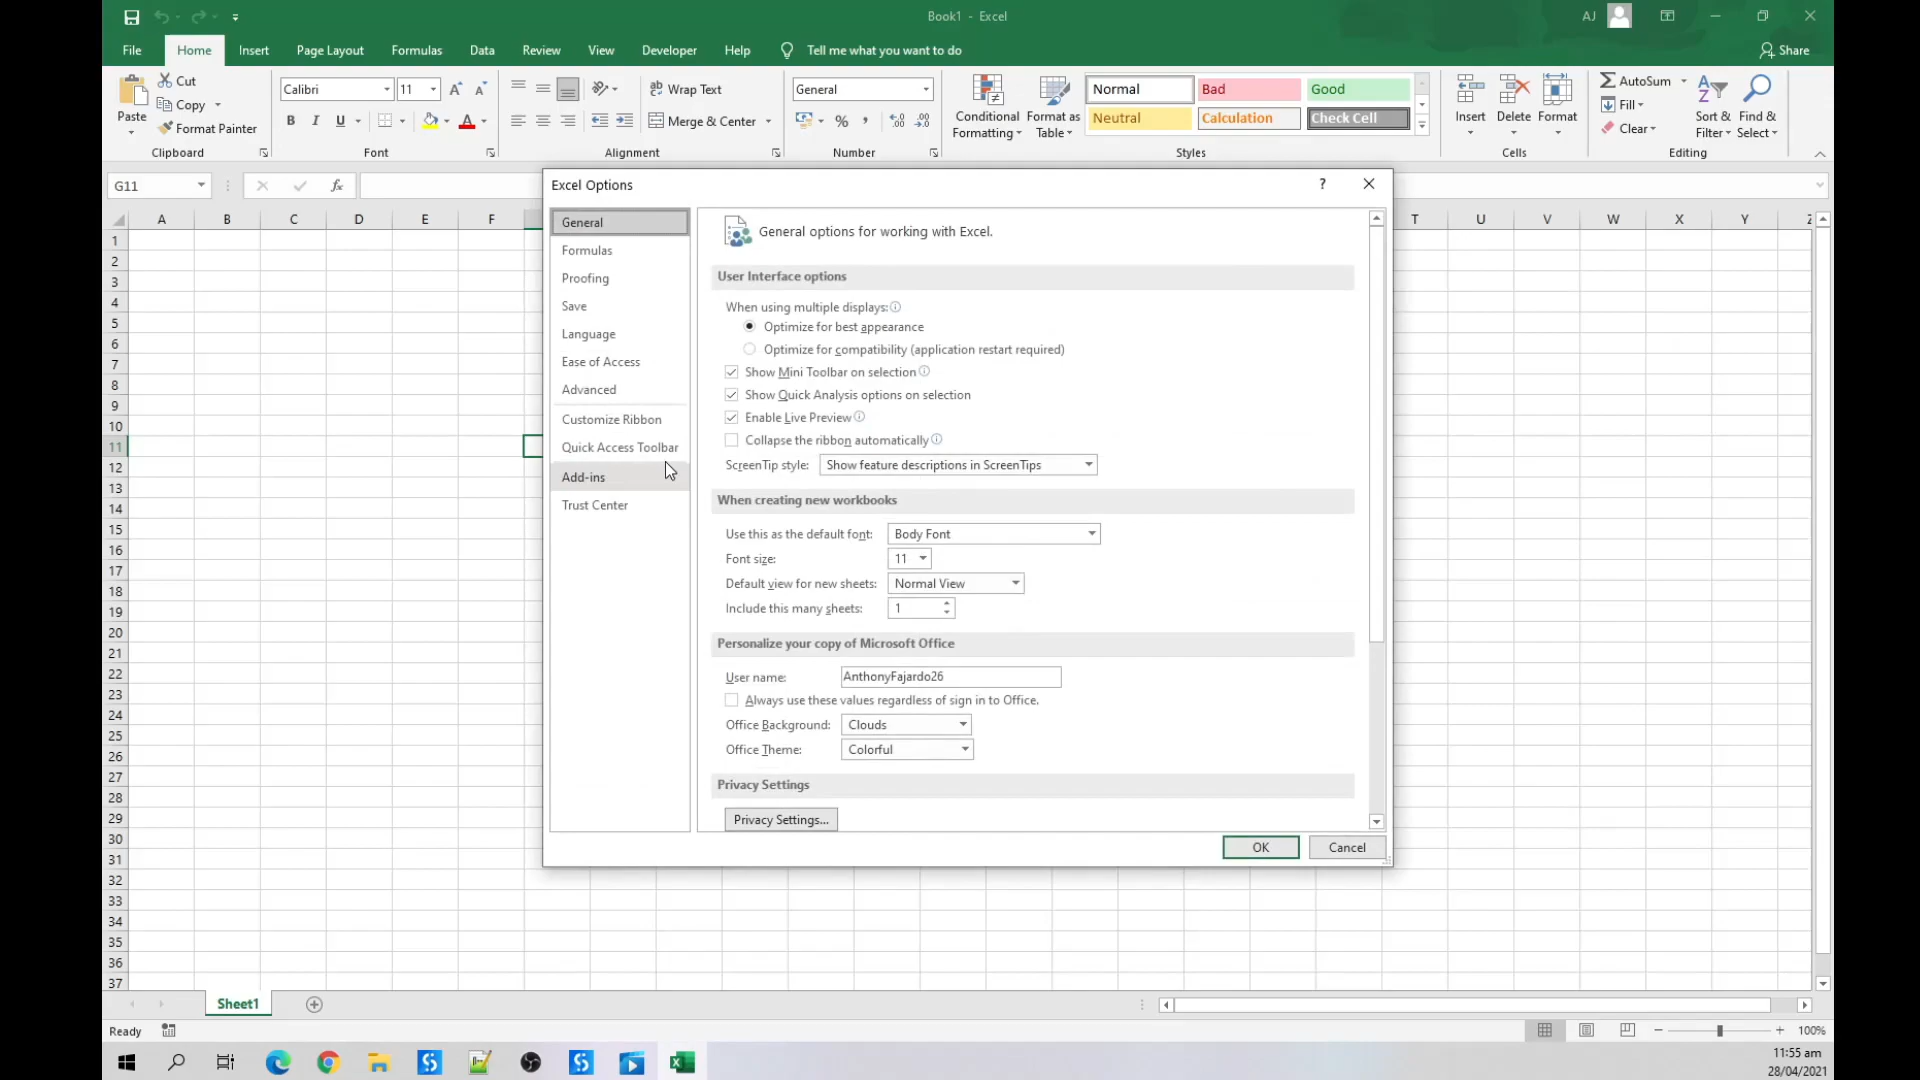 Book1 - Excel
AJ
File Home Insert Page Layout Formulas Data Review View Developer Help Tell me what you want to do
Share
Paste
Cut
Copy
Format Painter
Clipboard
Calibri 11
B I U
Font
Wrap Text
Merge & Center
Alignment
General
% ,
Number
Conditional Formatting
Format as Table
Normal Bad Good
Neutral Calculation Check Cell
Styles
Insert Delete Format
Cells
AutoSum
Fill
Clear
Sort & Filter
Find & Select
Editing
G11
fx
A B C D E F T U V W X Y Z
1
2
3
4
5
6
7
8
9
10
11
12
13
14
15
16
17
18
19
20
21
22
23
24
25
26
27
28
29
30
31
32
33
34
35
36
37
Excel Options
?
General
Formulas
Proofing
Save
Language
Ease of Access
Advanced
Customize Ribbon
Quick Access Toolbar
Add-ins
Trust Center
General options for working with Excel.
User Interface options
When using multiple displays:
Optimize for best appearance
Optimize for compatibility (application restart required)
Show Mini Toolbar on selection
Show Quick Analysis options on selection
Enable Live Preview
Collapse the ribbon automatically
ScreenTip style: Show feature descriptions in ScreenTips
When creating new workbooks
Use this as the default font: Body Font
Font size: 11
Default view for new sheets: Normal View
Include this many sheets: 1
Personalize your copy of Microsoft Office
User name: AnthonyFajardo26
Always use these values regardless of sign in to Office.
Office Background: Clouds
Office Theme: Colorful
Privacy Settings
Privacy Settings...
OK Cancel
Sheet1
Ready
100%
11:55 am
28/04/2021